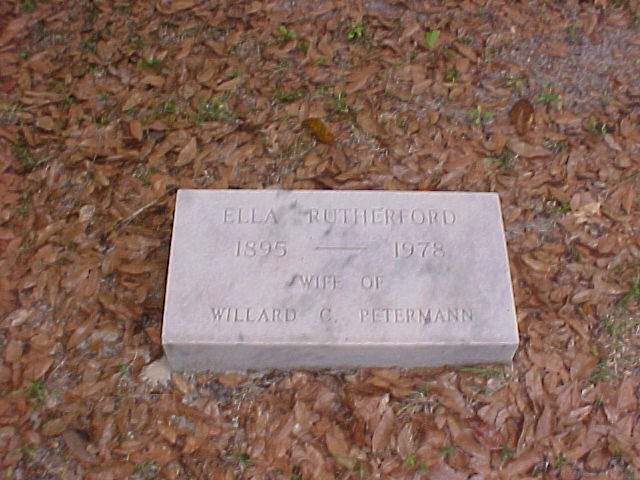 ELLA RUTHERFORD
1895 — 1978
WIFE OF
WILLARD C. PETERMANN